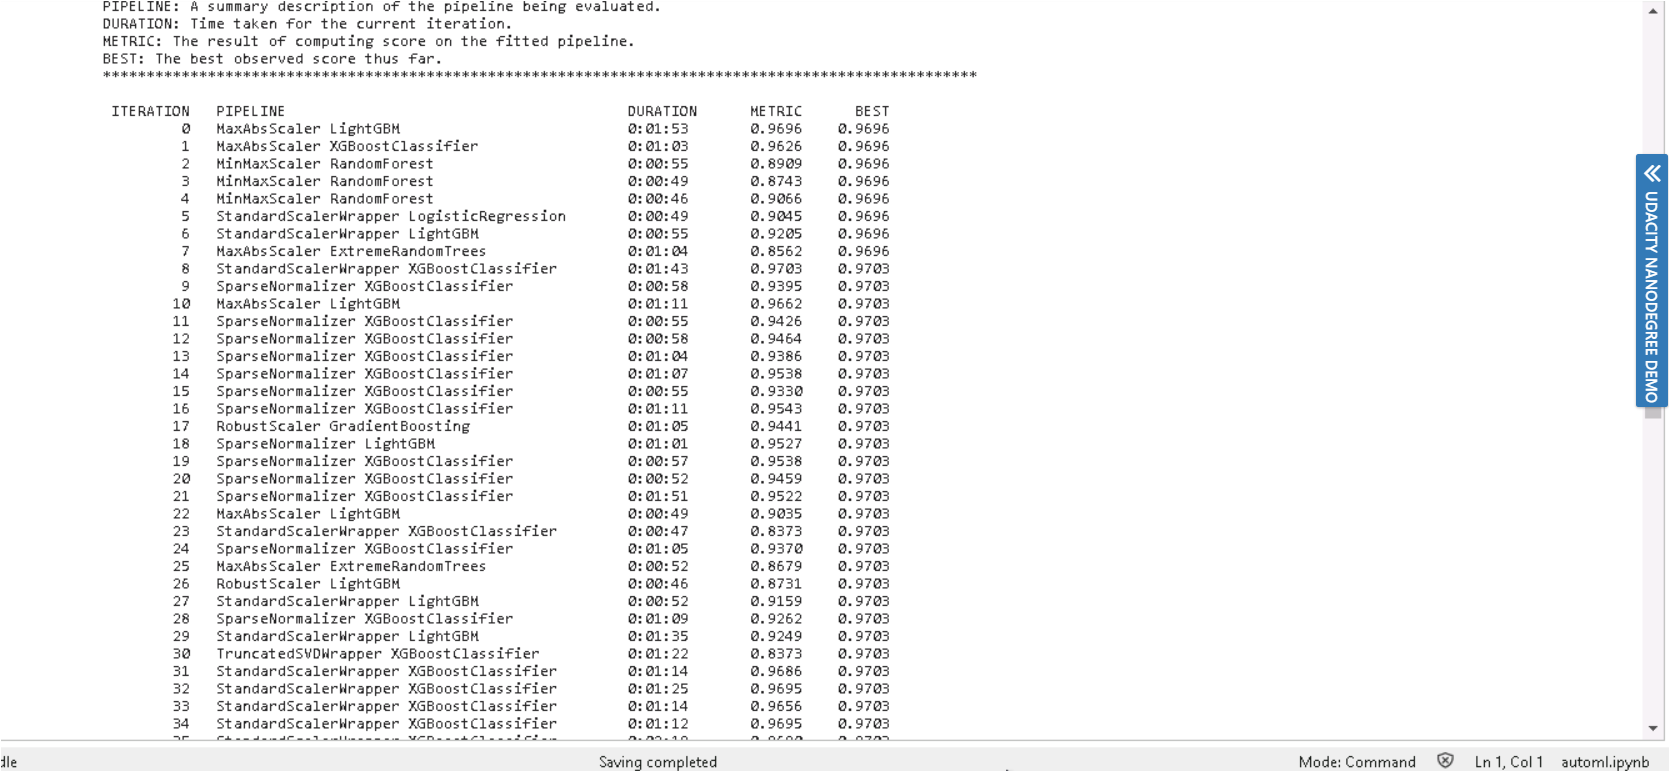 PIPELINE: A summary description of the pipeline being evaluated.
DURATION: Time taken for the current iteration.
METRIC: The result of computing score on the fitted pipeline.
BEST: The best observed score thus far.
****************************************************************************************************
ITERATION PIPELINE DURATION METRIC BEST
0 MaxAbsScaler LightGBM 0:01:53 0.9696 0.9696
1 MaxAbsScaler XGBoostClassifier 0:01:03 0.9626 0.9696
2 MinMaxScaler RandomForest 0:00:55 0.8909 0.9696
3 MinMaxScaler RandomForest 0:00:49 0.8743 0.9696
4 MinMaxScaler RandomForest 0:00:46 0.9066 0.9696
5 StandardScalerWrapper LogisticRegression 0:00:49 0.9045 0.9696
6 StandardScalerWrapper LightGBM 0:00:55 0.9205 0.9696
7 MaxAbsScaler ExtremeRandomTrees 0:01:04 0.8562 0.9696
8 StandardScalerWrapper XGBoostClassifier 0:01:43 0.9703 0.9703
9 SparseNormalizer XGBoostClassifier 0:00:58 0.9395 0.9703
10 MaxAbsScaler LightGBM 0:01:11 0.9662 0.9703
11 SparseNormalizer XGBoostClassifier 0:00:55 0.9426 0.9703
12 SparseNormalizer XGBoostClassifier 0:00:58 0.9464 0.9703
13 SparseNormalizer XGBoostClassifier 0:01:04 0.9386 0.9703
14 SparseNormalizer XGBoostClassifier 0:01:07 0.9538 0.9703
15 SparseNormalizer XGBoostClassifier 0:00:55 0.9330 0.9703
16 SparseNormalizer XGBoostClassifier 0:01:11 0.9543 0.9703
17 RobustScaler GradientBoosting 0:01:05 0.9441 0.9703
18 SparseNormalizer LightGBM 0:01:01 0.9527 0.9703
19 SparseNormalizer XGBoostClassifier 0:00:57 0.9538 0.9703
20 SparseNormalizer XGBoostClassifier 0:00:52 0.9459 0.9703
21 SparseNormalizer XGBoostClassifier 0:01:51 0.9522 0.9703
22 MaxAbsScaler LightGBM 0:00:49 0.9035 0.9703
23 StandardScalerWrapper XGBoostClassifier 0:00:47 0.8373 0.9703
24 SparseNormalizer XGBoostClassifier 0:01:05 0.9370 0.9703
25 MaxAbsScaler ExtremeRandomTrees 0:00:52 0.8679 0.9703
26 RobustScaler LightGBM 0:00:46 0.8731 0.9703
27 StandardScalerWrapper LightGBM 0:00:52 0.9159 0.9703
28 SparseNormalizer XGBoostClassifier 0:01:09 0.9262 0.9703
29 StandardScalerWrapper LightGBM 0:01:35 0.9249 0.9703
30 TruncatedSVDWrapper XGBoostClassifier 0:01:22 0.8373 0.9703
31 StandardScalerWrapper XGBoostClassifier 0:01:14 0.9686 0.9703
32 StandardScalerWrapper XGBoostClassifier 0:01:25 0.9695 0.9703
33 StandardScalerWrapper XGBoostClassifier 0:01:14 0.9656 0.9703
34 StandardScalerWrapper XGBoostClassifier 0:01:12 0.9695 0.9703
UDACITY NANODEGREE DEMO
Saving completed
Mode: Command
Ln 1, Col 1
automl.ipynb